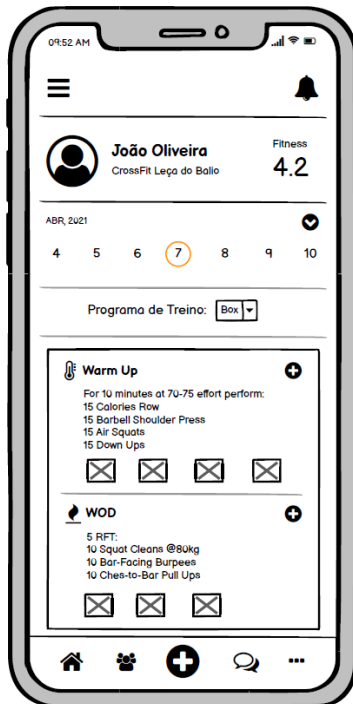 09:52 AM
João Oliveira
CrossFit Leça do Balio
Fitness
4.2
ABR, 2021
4 5 6 7 8 9 10
Programa de Treino: Box
Warm Up
For 10 minutes at 70-75 effort perform:
15 Calories Row
15 Barbell Shoulder Press
15 Air Squats
15 Down Ups
WOD
5 RFT:
10 Squat Cleans @80kg
10 Bar-Facing Burpees
10 Ches-to-Bar Pull Ups